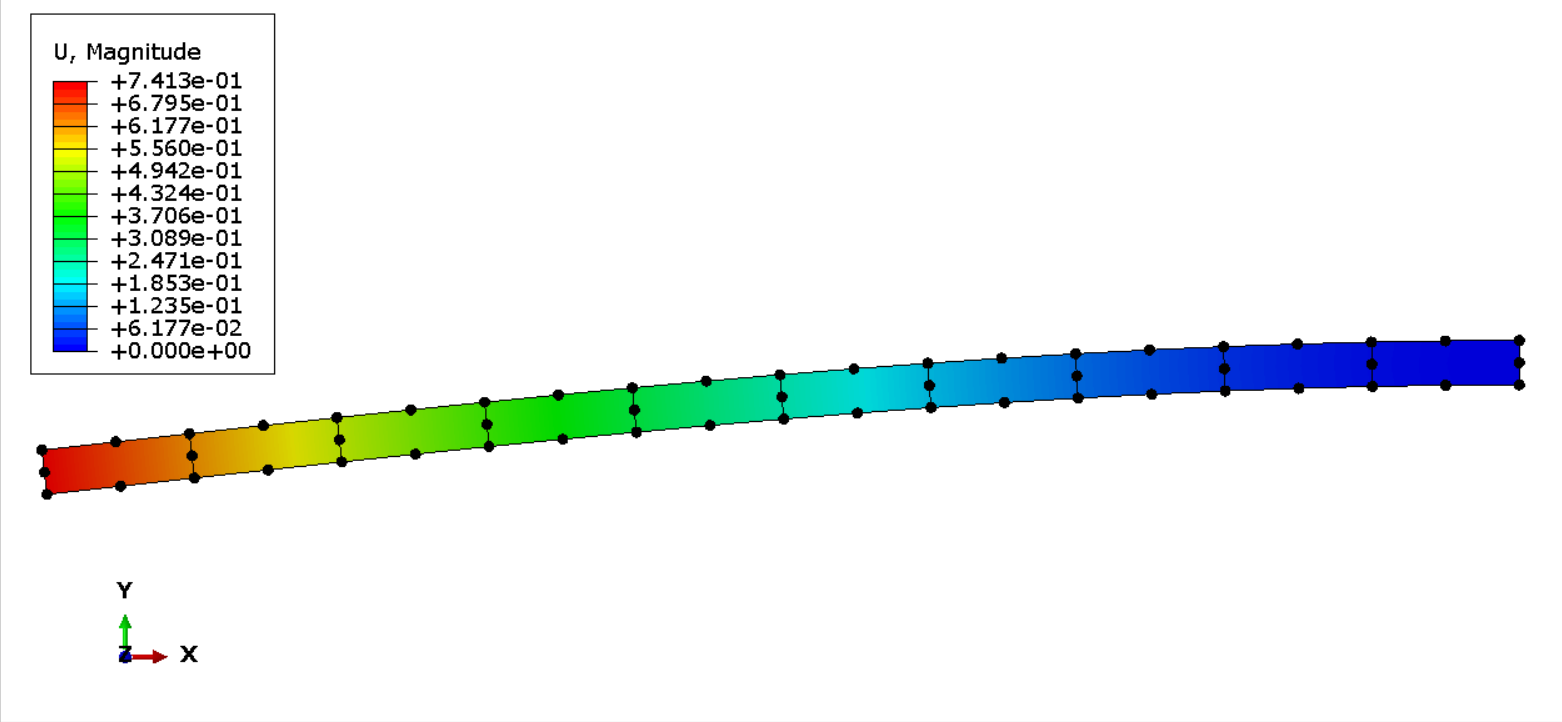 U, Magnitude
+7.413e-01
+6.795e-01
+6.177e-01
+5.560e-01
+4.942e-01
+4.324e-01
+3.706e-01
+3.089e-01
+2.471e-01
+1.853e-01
+1.235e-01
+6.177e-02
+0.000e+00
Y
Z
X